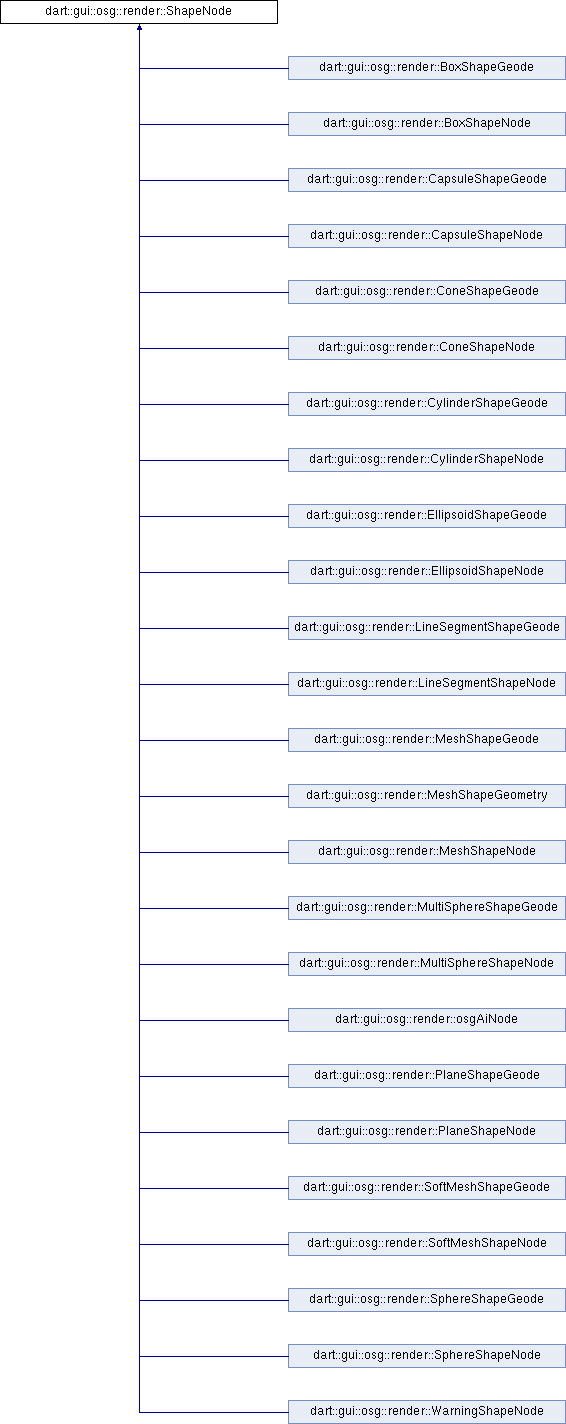 dart::gui::osg::render::ShapeNode
dart::gui::osg::render::BoxShapeGeode
dart::gui::osg::render::BoxShapeNode
dart::gui::osg::render::CapsuleShapeGeode
dart::gui::osg::render::CapsuleShapeNode
dart::gui::osg::render::ConeShapeGeode
dart::gui::osg::render::ConeShapeNode
dart::gui::osg::render::CylinderShapeGeode
dart::gui::osg::render::CylinderShapeNode
dart::gui::osg::render::EllipsoidShapeGeode
dart::gui::osg::render::EllipsoidShapeNode
dart::gui::osg::render::LineSegmentShapeGeode
dart::gui::osg::render::LineSegmentShapeNode
dart::gui::osg::render::MeshShapeGeode
dart::gui::osg::render::MeshShapeGeometry
dart::gui::osg::render::MeshShapeNode
dart::gui::osg::render::MultiSphereShapeGeode
dart::gui::osg::render::MultiSphereShapeNode
dart::gui::osg::render::osgAiNode
dart::gui::osg::render::PlaneShapeGeode
dart::gui::osg::render::PlaneShapeNode
dart::gui::osg::render::SoftMeshShapeGeode
dart::gui::osg::render::SoftMeshShapeNode
dart::gui::osg::render::SphereShapeGeode
dart::gui::osg::render::SphereShapeNode
dart::gui::osg::render::WarningShapeNode